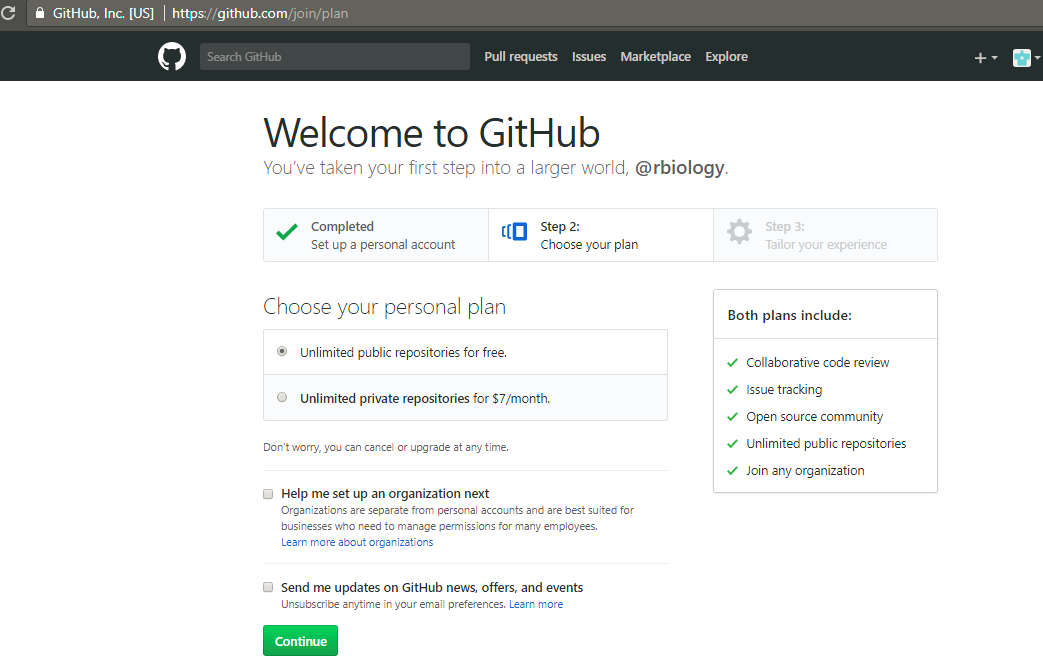 GitHub, Inc. [US] | https://github.com/join/plan
Search GitHub
Pull requests Issues Marketplace Explore
Welcome to GitHub
You've taken your first step into a larger world, @rbiology.
Completed
Set up a personal account
Step 2:
Choose your plan
Step 3:
Tailor your experience
Choose your personal plan
Unlimited public repositories for free.
Unlimited private repositories for $7/month.
Don't worry, you can cancel or upgrade at any time.
Help me set up an organization next
Organizations are separate from personal accounts and are best suited for
businesses who need to manage permissions for many employees.
Learn more about organizations
Send me updates on GitHub news, offers, and events
Unsubscribe anytime in your email preferences. Learn more
Continue
Both plans include:
Collaborative code review
Issue tracking
Open source community
Unlimited public repositories
Join any organization